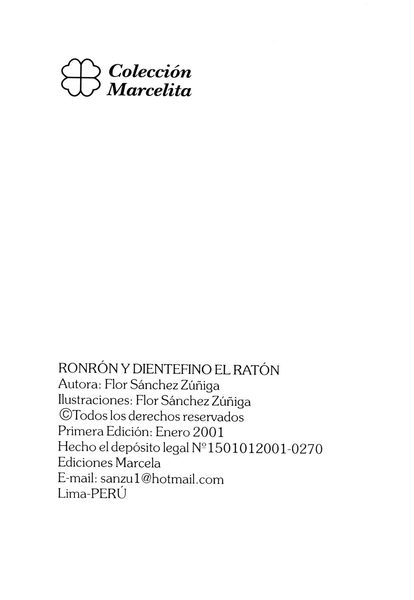 Colección
Marcelita
RONRÓN Y DIENTEFINO EL RATÓN
Autora: Flor Sánchez Zúñiga
Ilustraciones: Flor Sánchez Zúñiga
©Todos los derechos reservados
Primera Edición: Enero 2001
Hecho el depósito legal Nº1501012001-0270
Ediciones Marcela
E-mail: sanzu1@hotmail.com
Lima-PERÚ